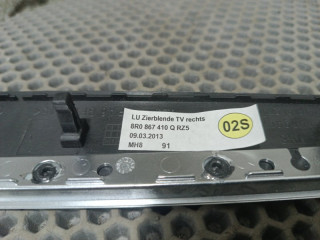 LU Zierblende TV rechts
8R0 867 410 Q RZ5
09.03.2013
MH8 91
02S